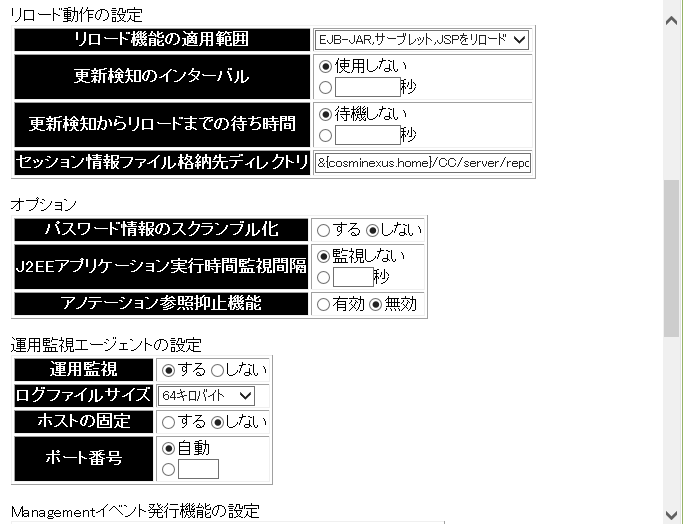 リロード動作の設定
リロード機能の適用範囲 EJB-JAR,サーブレット,JSPをリロード
更新検知のインターバル 使用しない
秒
更新検知からリロードまでの待ち時間 待機しない
秒
セッション情報ファイル格納先ディレクトリ &{cosminexus.home}/CC/server/repo
オプション
パスワード情報のスクランブル化 する しない
J2EEアプリケーション実行時間監視間隔 監視しない
秒
アノテーション参照抑止機能 有効 無効
運用監視エージェントの設定
運用監視 する しない
ログファイルサイズ 64キロバイト
ホストの固定 する しない
ポート番号 自動
Managementイベント発行機能の設定